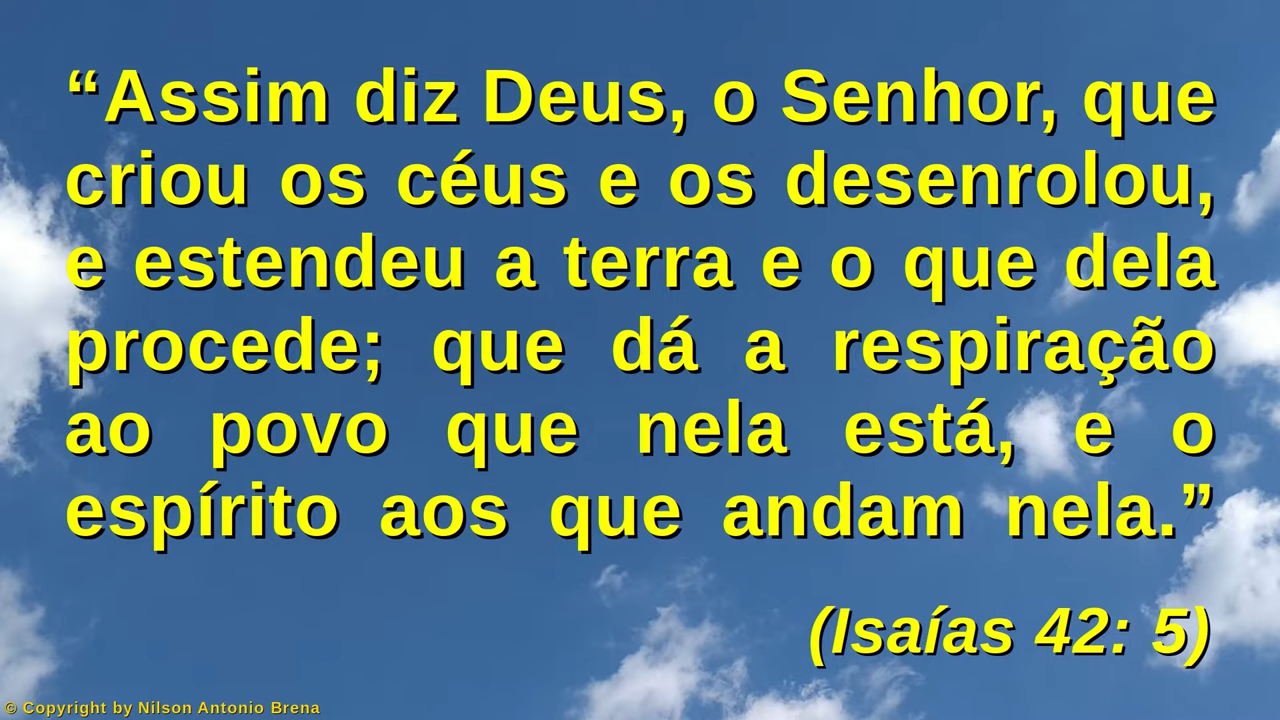 “Assim diz Deus, o Senhor, que
criou os céus e os desenrolou,
e estendeu a terra e o que dela
procede; que dá a respiração
ao povo que nela está, e o
espírito aos que andam nela.”
(Isaías 42: 5)
© Copyright by Nilson Antonio Brena